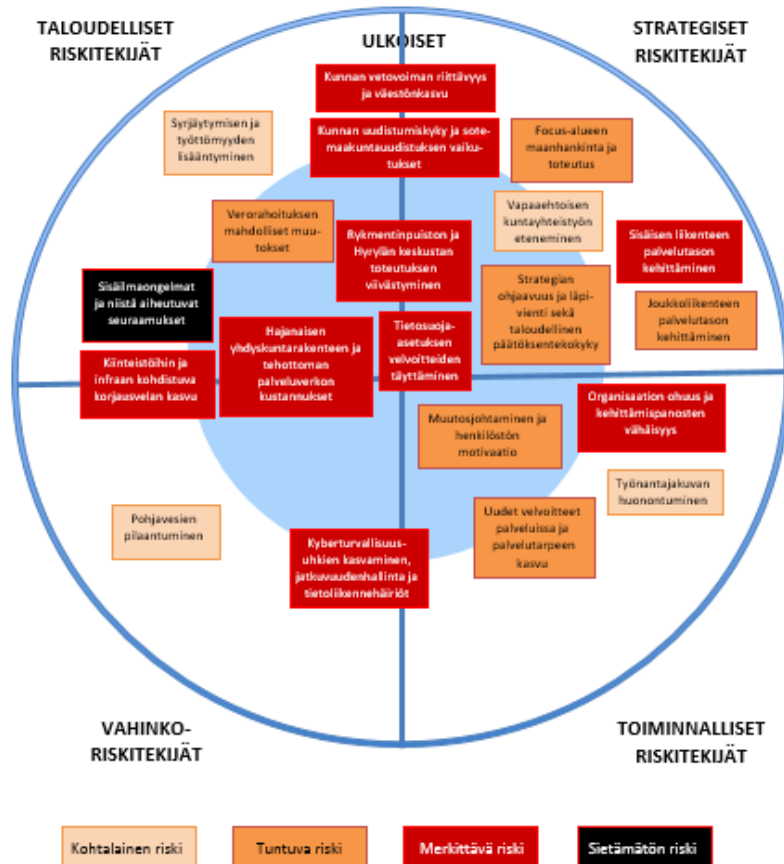 TALOUDELLISET
RISKITEKIJÄT
ULKOISET
STRATEGISET
RISKITEKIJÄT
Kunnan vetovoiman riittävyys
ja väestönkasvu
Syrjäytymisen ja
työttömyyden
lisääntyminen
Kunnan uudistumiskyky ja sote-
maakuntauudistuksen vaiku-
tukset
Focus-alueen
maanhankinta ja
toteutus
Verorahoituksen
mahdolliset muu-
tokset
Vapaaehtoisen
kuntayhteistyön
eteneminen
Rykmentinpuiston ja
Hyrylän keskustan
toteutuksen
viivästyminen
Sisäisen liikenteen
palvelutason
kehittäminen
Sisäilmaongelmat
ja niistä aiheutuvat
seuraamukset
Strategian
ohjaavuus ja läpi-
vienti sekä
taloudellinen
päätöksentekokyky
Joukkoliikenteen
palvelutason
kehittäminen
Hajanaisen
yhdyskuntarakenteen ja
tehottoman
palveluverkon
kustannukset
Tietosuoja-
asetuksen
velvoitteiden
täyttäminen
Kiinteistöihin ja
infraan kohdistuva
korjausvelan kasvu
Organisaation ohuus ja
kehittämispanosten
vähäisyys
Muutosjohtaminen ja
henkilöstön
motivaatio
Työnantajakuvan
huonontuminen
Pohjavesien
pilaantuminen
Uudet velvoitteet
palveluissa ja
palvelutarpeen
kasvu
Kyberturvallisuus-
uhkien kasvaminen,
jatkuvuudenhallinta ja
tietoliikennehäiriöt
VAHINKO-
RISKITEKIJÄT
TOIMINNALLISET
RISKITEKIJÄT
Kohtalainen riski
Tuntuva riski
Merkittävä riski
Sietämätön riski